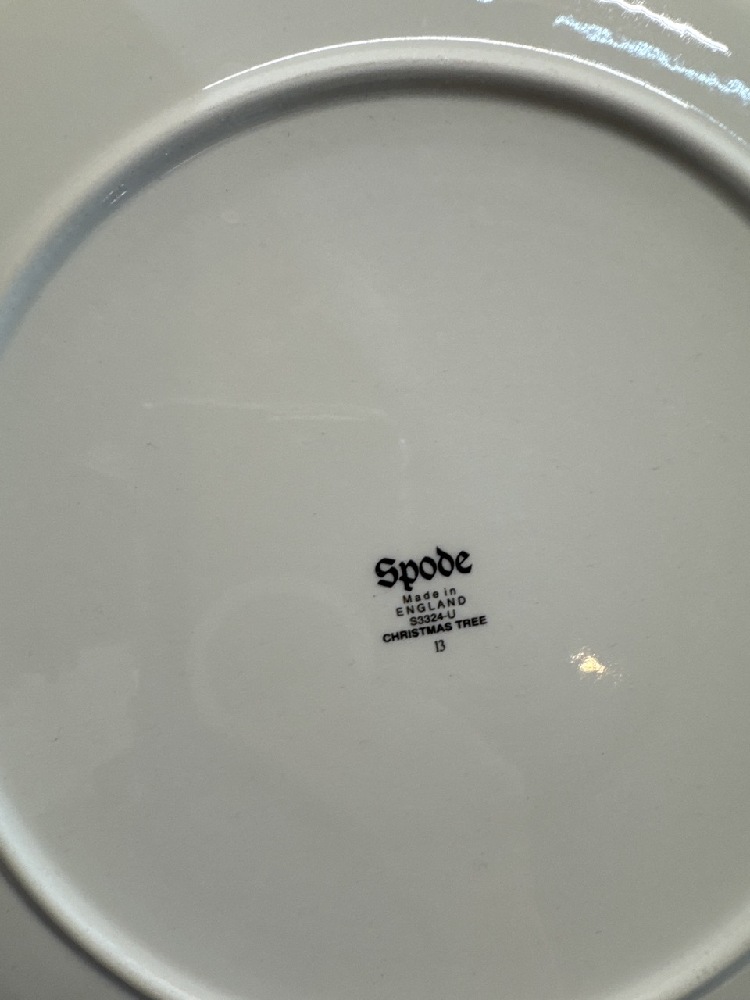 Spode
Made in
ENGLAND
S3324-U
CHRISTMAS TREE
13